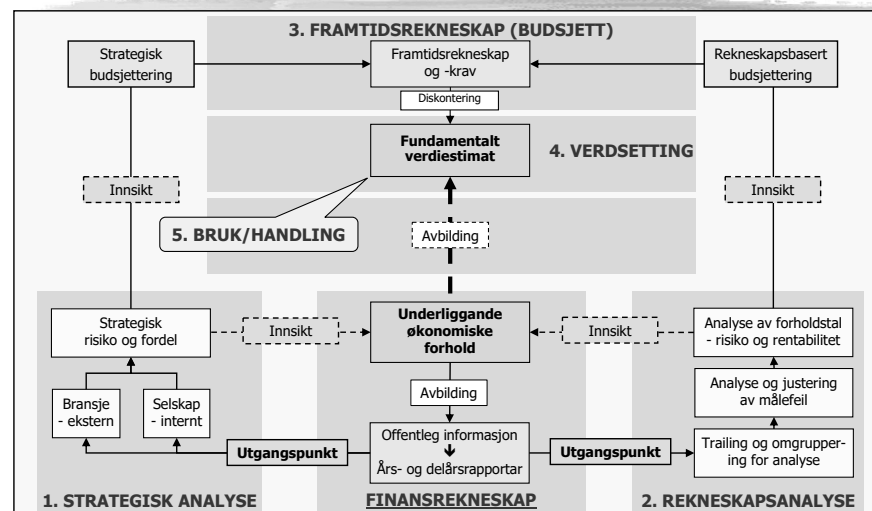 3. FRAMTIDSREKNESKAP (BUDSJETT)
Strategisk
budsjettering
Framtidsrekneskap
og -krav
Rekneskapsbasert
budsjettering
Diskontering
Fundamentalt
verdiestimat
4. VERDSETTING
Innsikt
Innsikt
5. BRUK/HANDLING
Avbilding
Strategisk
risiko og fordel
Innsikt
Underliggande
økonomiske
forhold
Innsikt
Analyse av forholdstal
- risiko og rentabilitet
Avbilding
Bransje
- ekstern
Selskap
- internt
Analyse og justering
av målefeil
Utgangspunkt
Offentleg informasjon
Års- og delårsrapportar
Utgangspunkt
Trailing og omgrupper-
ing for analyse
1. STRATEGISK ANALYSE
FINANSREKNESKAP
2. REKNESKAPSANALYSE